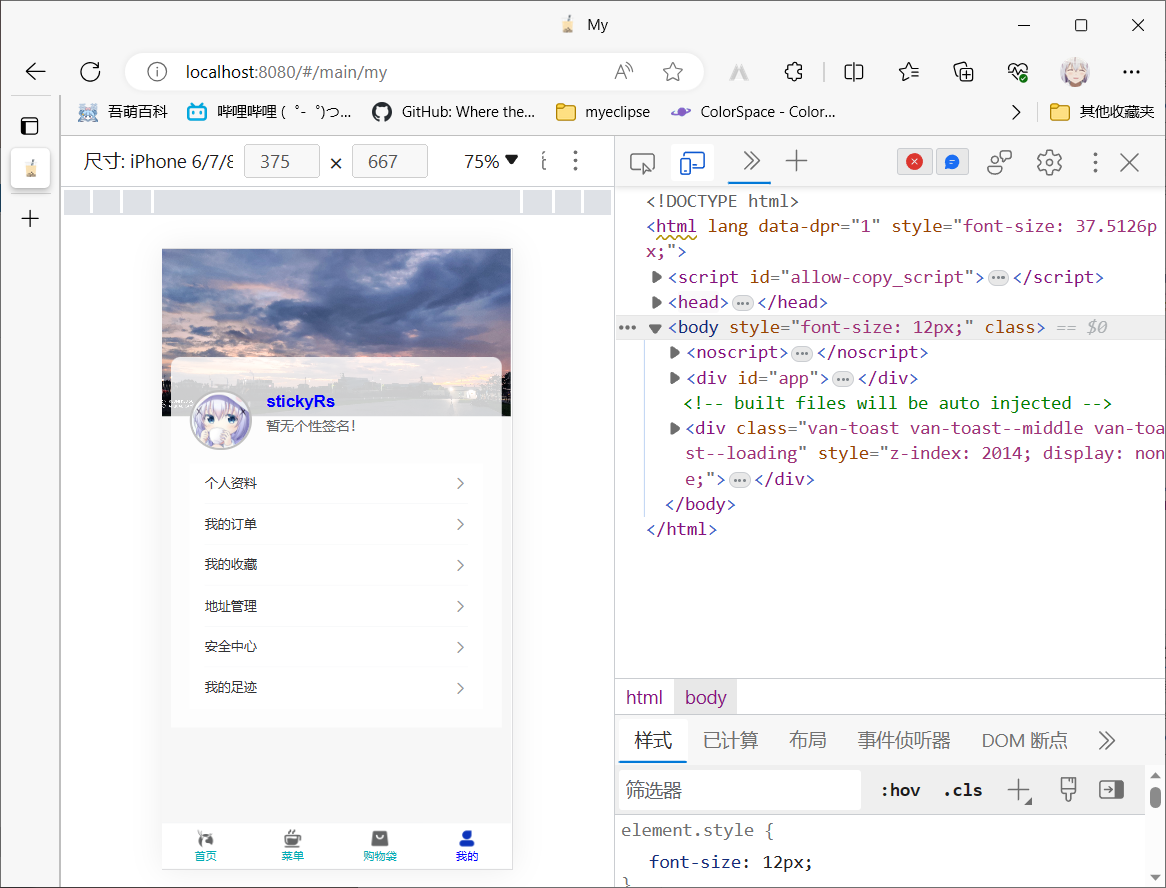 My
localhost:8080/#/main/my
吾萌百科
哔哩哔哩 (゜-゜)つ...
GitHub: Where the...
myeclipse
ColorSpace - Color...
其他收藏夹
尺寸: iPhone 6/7/8
375
×
667
75%
<!DOCTYPE html>
<html lang data-dpr="1" style="font-size: 37.5126p
x;">
<script id="allow-copy_script">…</script>
<head>…</head>
<body style="font-size: 12px;" class> == $0
<noscript>…</noscript>
<div id="app">…</div>
<!-- built files will be auto injected -->
<div class="van-toast van-toast--middle van-toa
st--loading" style="z-index: 2014; display: non
e;">…</div>
</body>
</html>
stickyRs
暂无个性签名!
个人资料
我的订单
我的收藏
地址管理
安全中心
我的足迹
首页
菜单
购物袋
我的
html
body
样式
已计算
布局
事件侦听器
DOM 断点
筛选器
:hov
.cls
element.style {
font-size: 12px;
}